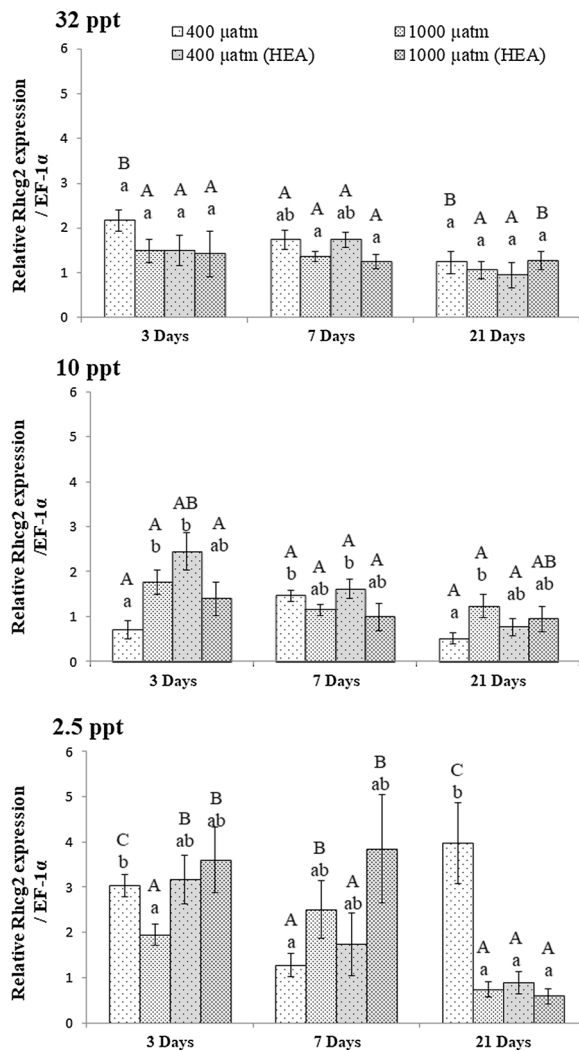 32 ppt
400 µatm 1000 µatm
400 µatm (HEA) 1000 µatm (HEA)
Relative Rhcg2 expression
/ EF-1α
6
5
4
3
2
1
0
B A A A A A A A B A A B
a a a a ab a ab a a a a a
3 Days 7 Days 21 Days
10 ppt
Relative Rhcg2 expression
/EF-1α
6
5
4
3
2
1
0
A A AB A A A A A A A A AB
a b b ab b ab b ab a b ab ab
3 Days 7 Days 21 Days
2.5 ppt
Relative Rhcg2 expression
/ EF-1α
6
5
4
3
2
1
0
C A B B A B A B C A A A
b a ab ab a ab ab ab b a a a
3 Days 7 Days 21 Days